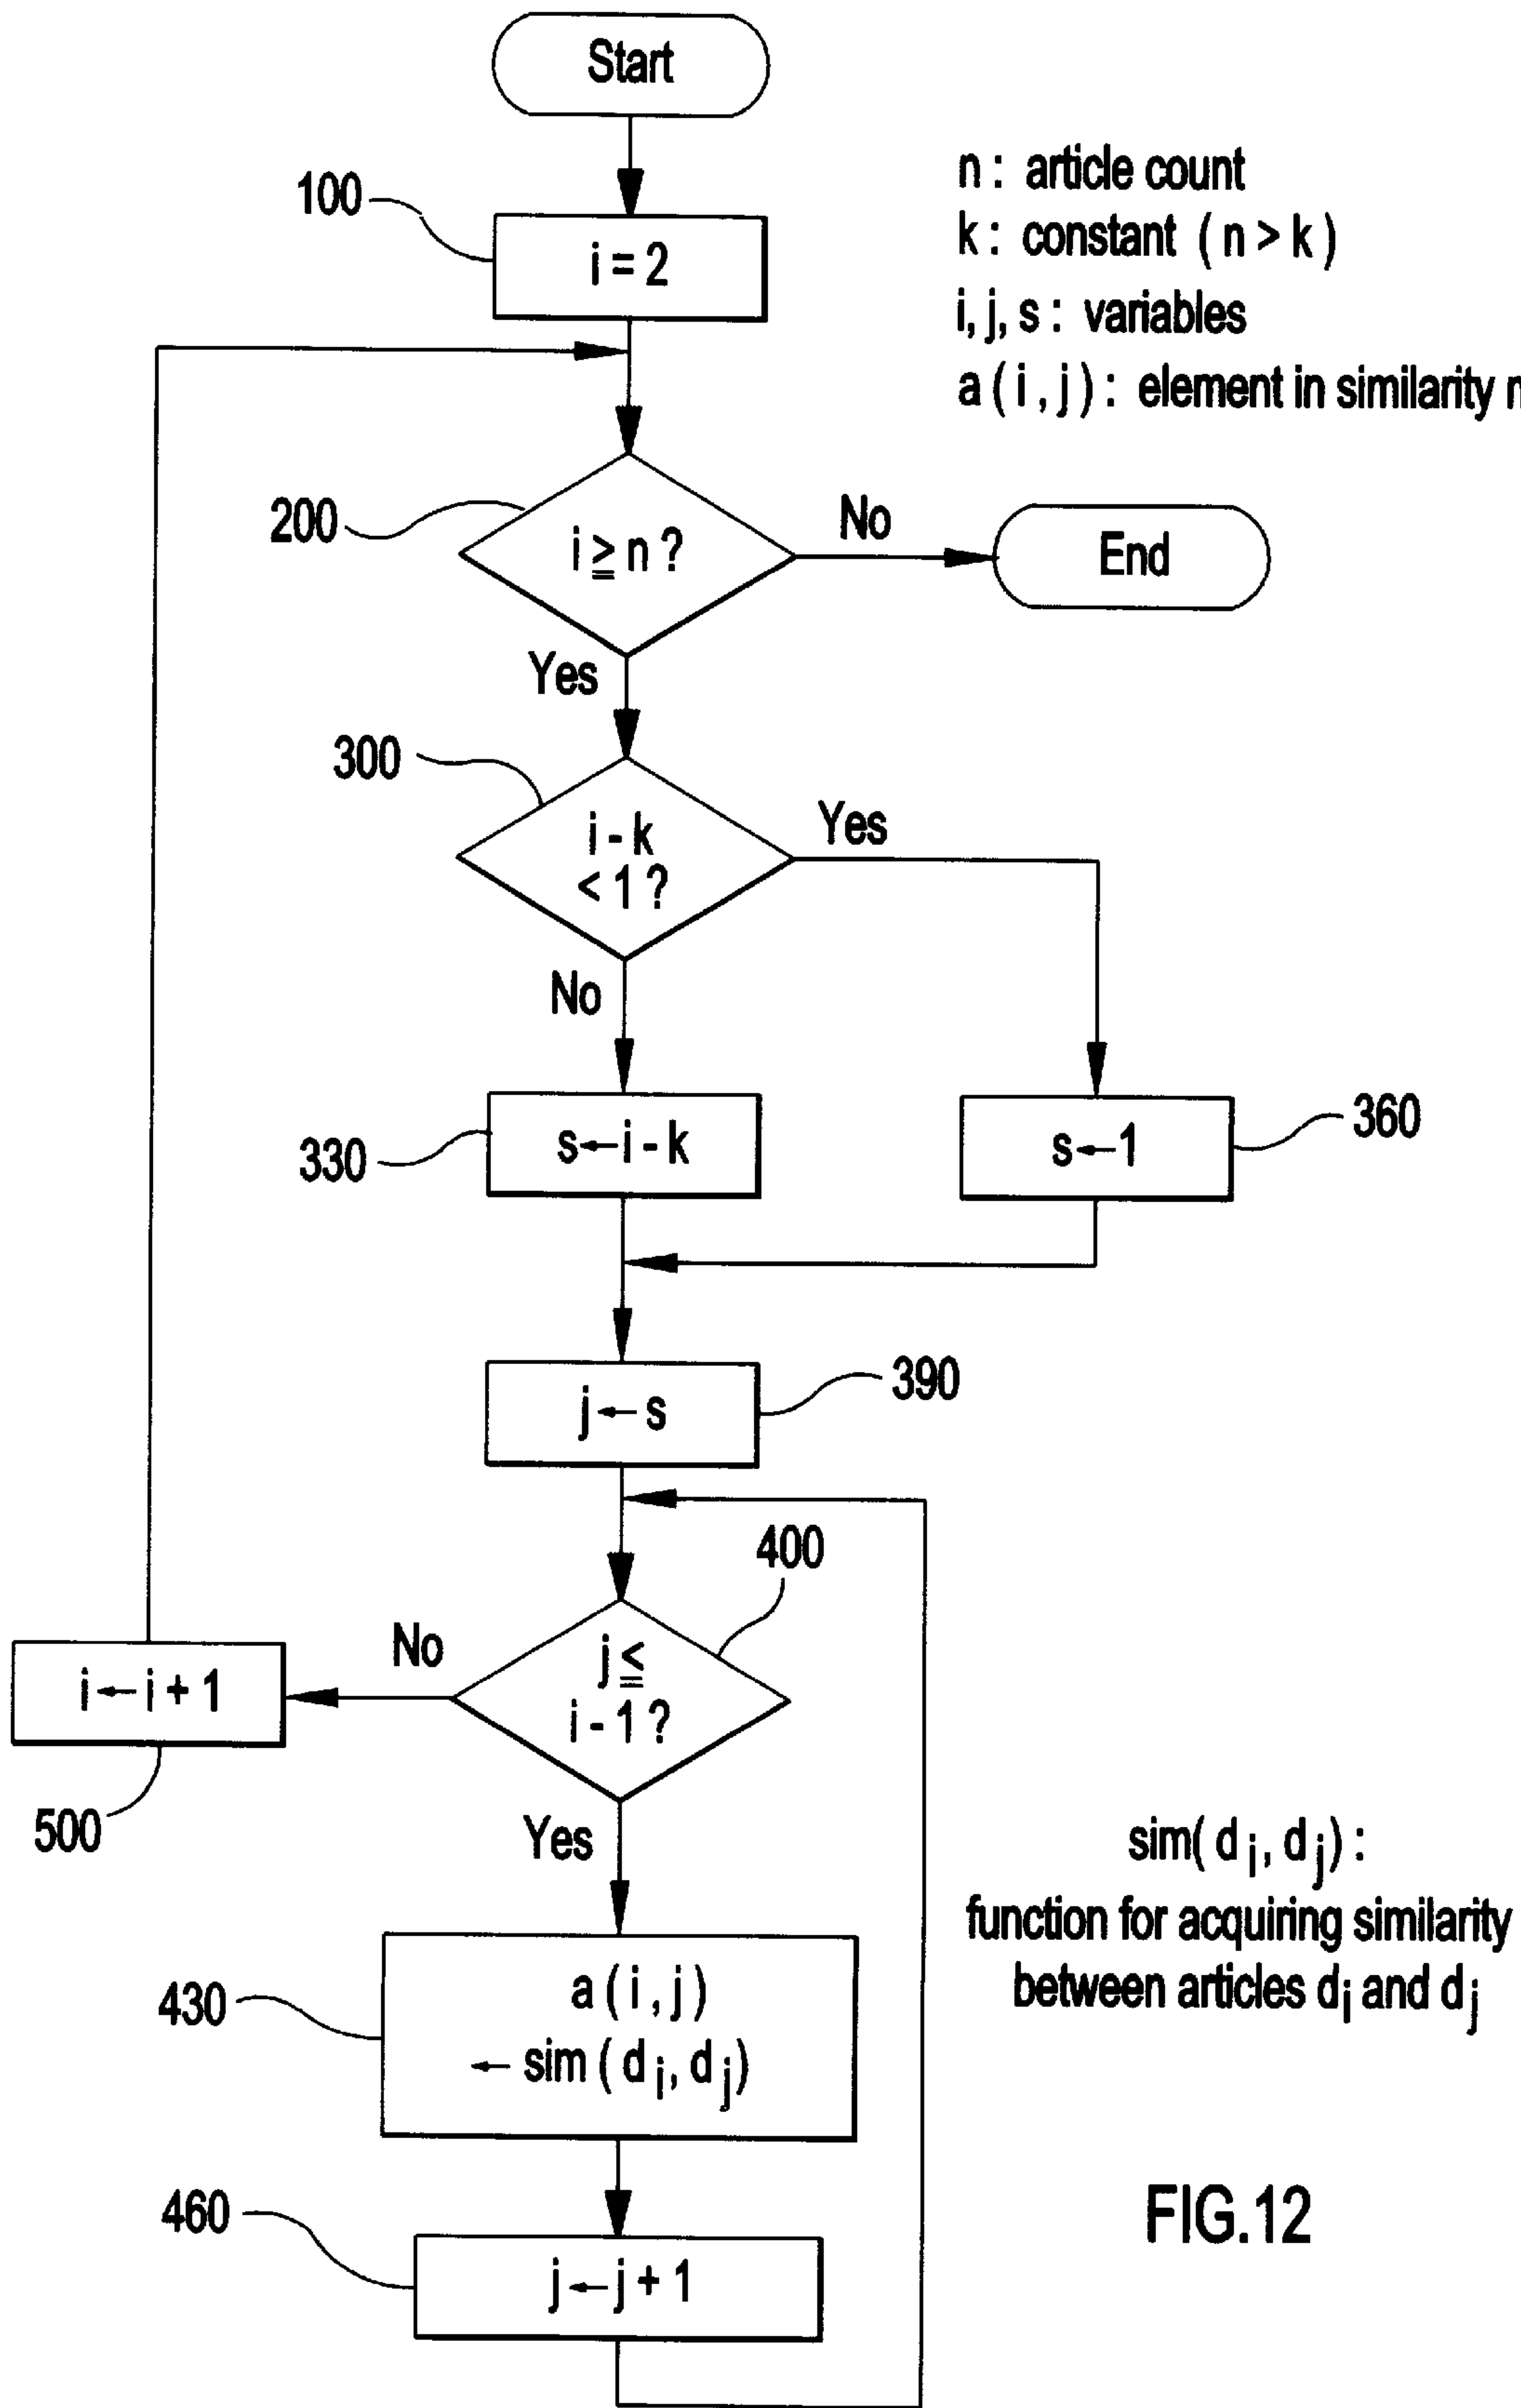 Start
n : article count
k : constant ( n > k )
i, j, s : variables
a ( i , j ) : element in similarity
100
i = 2
200
i ≧ n ?
No
End
Yes
300
i - k
< 1 ?
Yes
No
330
s ← i - k
s ← 1
360
j ← s
390
400
j ≦
i - 1 ?
No
i ← i + 1
500
Yes
sim( d i, d j ) :
function for acquiring similarity
between articles d i and d j
430
a ( i , j )
← sim ( d i, d j )
460
j ← j + 1
FIG.12